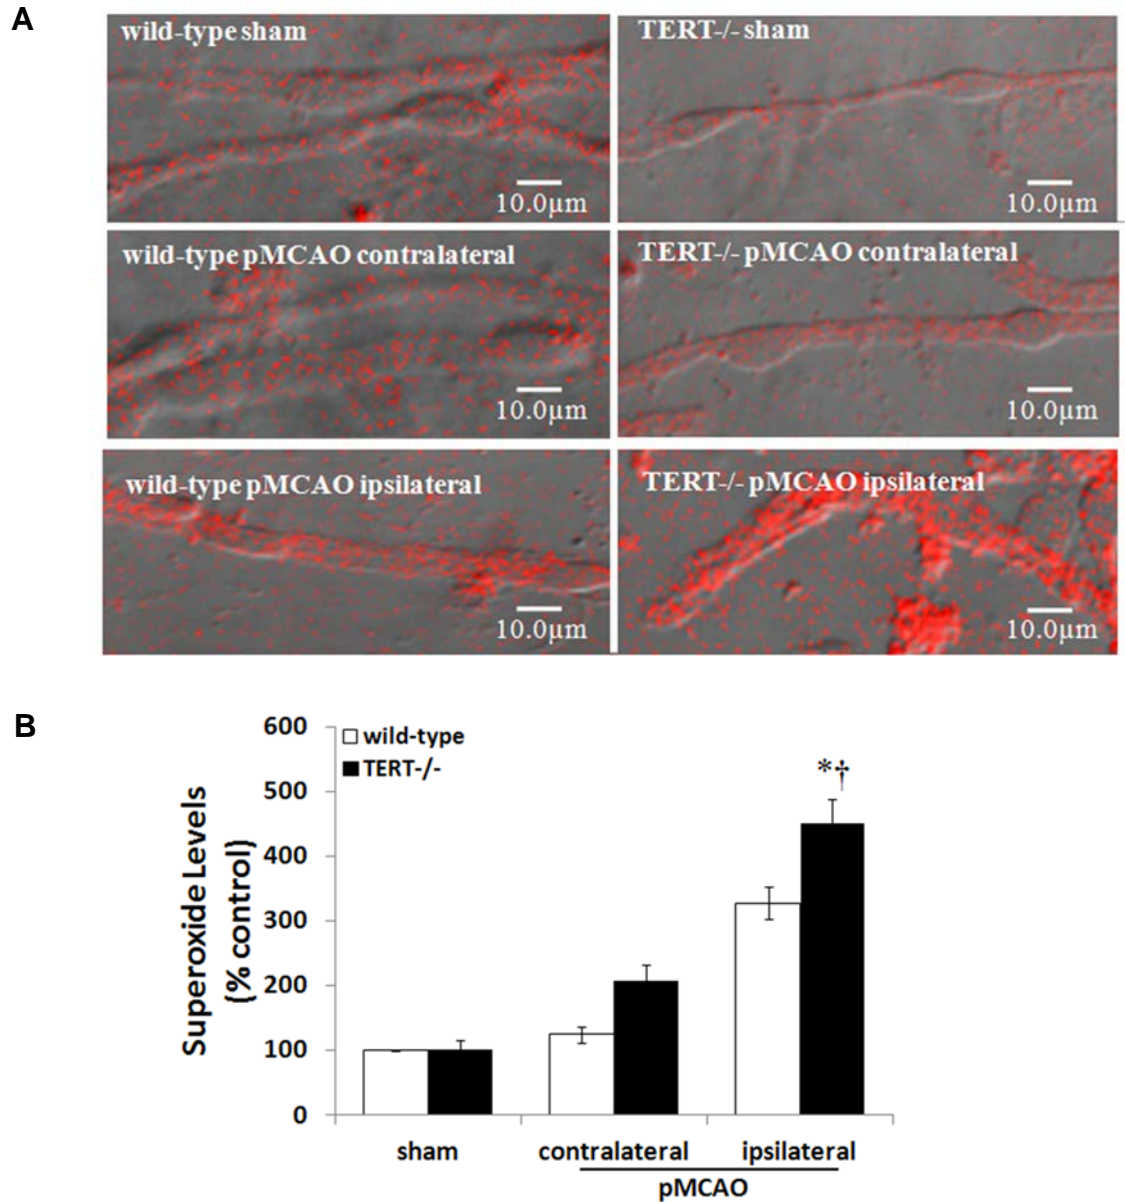 A
wild-type sham
TERT-/- sham
10.0µm
10.0µm
wild-type pMCAO contralateral
TERT-/- pMCAO contralateral
10.0µm
10.0µm
wild-type pMCAO ipsilateral
TERT-/- pMCAO ipsilateral
10.0µm
10.0µm
B
Superoxide Levels
(% control)
600
500
400
300
200
100
0
wild-type
TERT-/-
*†
sham
contralateral
ipsilateral
pMCAO